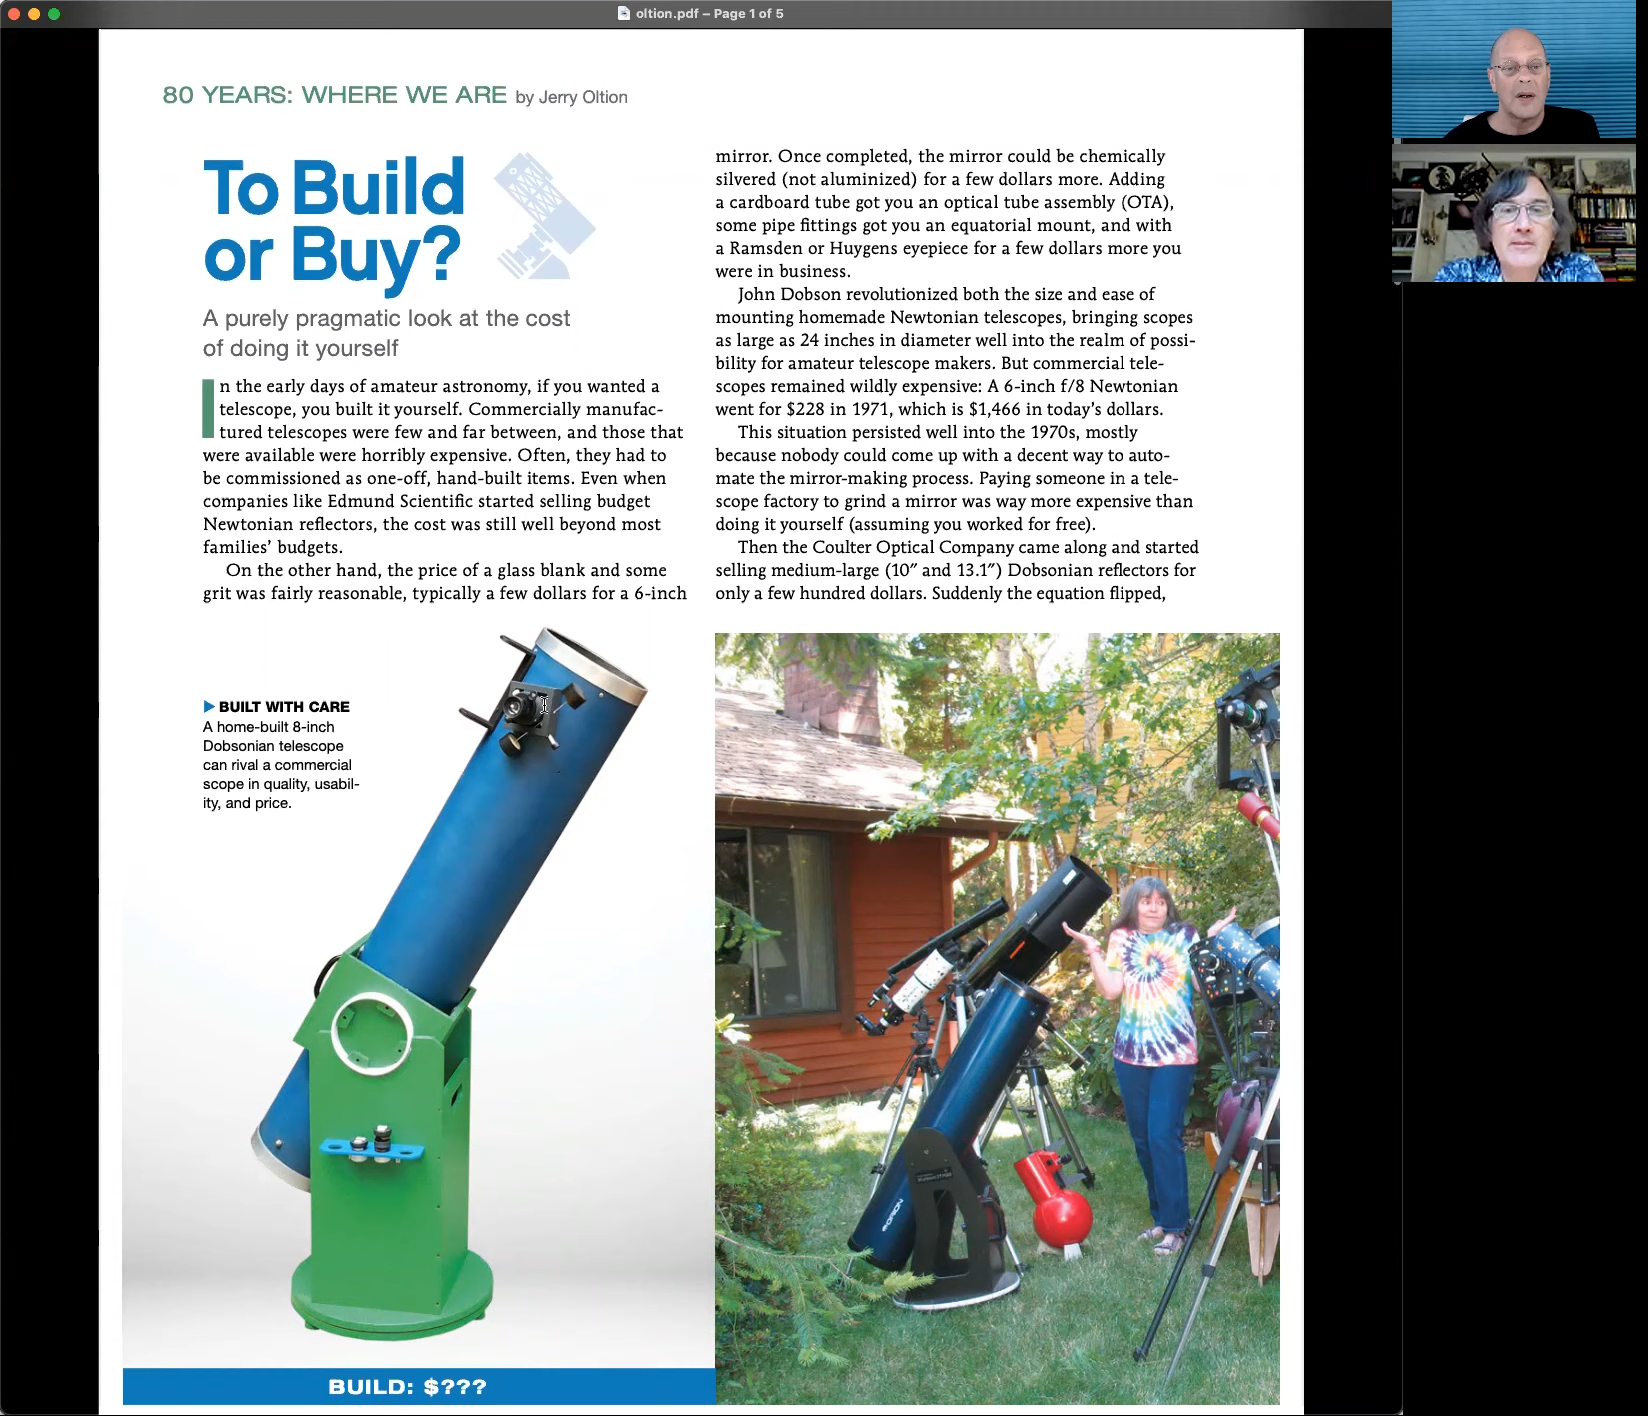 oltion.pdf – Page 1 of 5
80 YEARS: WHERE WE ARE by Jerry Oltion
To Build
or Buy?
A purely pragmatic look at the cost
of doing it yourself
In the early days of amateur astronomy, if you wanted a
telescope, you built it yourself. Commercially manufac-
tured telescopes were few and far between, and those that
were available were horribly expensive. Often, they had to
be commissioned as one-off, hand-built items. Even when
companies like Edmund Scientific started selling budget
Newtonian reflectors, the cost was still well beyond most
families’ budgets.
On the other hand, the price of a glass blank and some
grit was fairly reasonable, typically a few dollars for a 6-inch
mirror. Once completed, the mirror could be chemically
silvered (not aluminized) for a few dollars more. Adding
a cardboard tube got you an optical tube assembly (OTA),
some pipe fittings got you an equatorial mount, and with
a Ramsden or Huygens eyepiece for a few dollars more you
were in business.
John Dobson revolutionized both the size and ease of
mounting homemade Newtonian telescopes, bringing scopes
as large as 24 inches in diameter well into the realm of possi-
bility for amateur telescope makers. But commercial tele-
scopes remained wildly expensive: A 6-inch f/8 Newtonian
went for $228 in 1971, which is $1,466 in today’s dollars.
This situation persisted well into the 1970s, mostly
because nobody could come up with a decent way to auto-
mate the mirror-making process. Paying someone in a tele-
scope factory to grind a mirror was way more expensive than
doing it yourself (assuming you worked for free).
Then the Coulter Optical Company came along and started
selling medium-large (10″ and 13.1″) Dobsonian reflectors for
only a few hundred dollars. Suddenly the equation flipped,
▶ BUILT WITH CARE
A home-built 8-inch
Dobsonian telescope
can rival a commercial
scope in quality, usabil-
ity, and price.
ORION
BUILD: $???